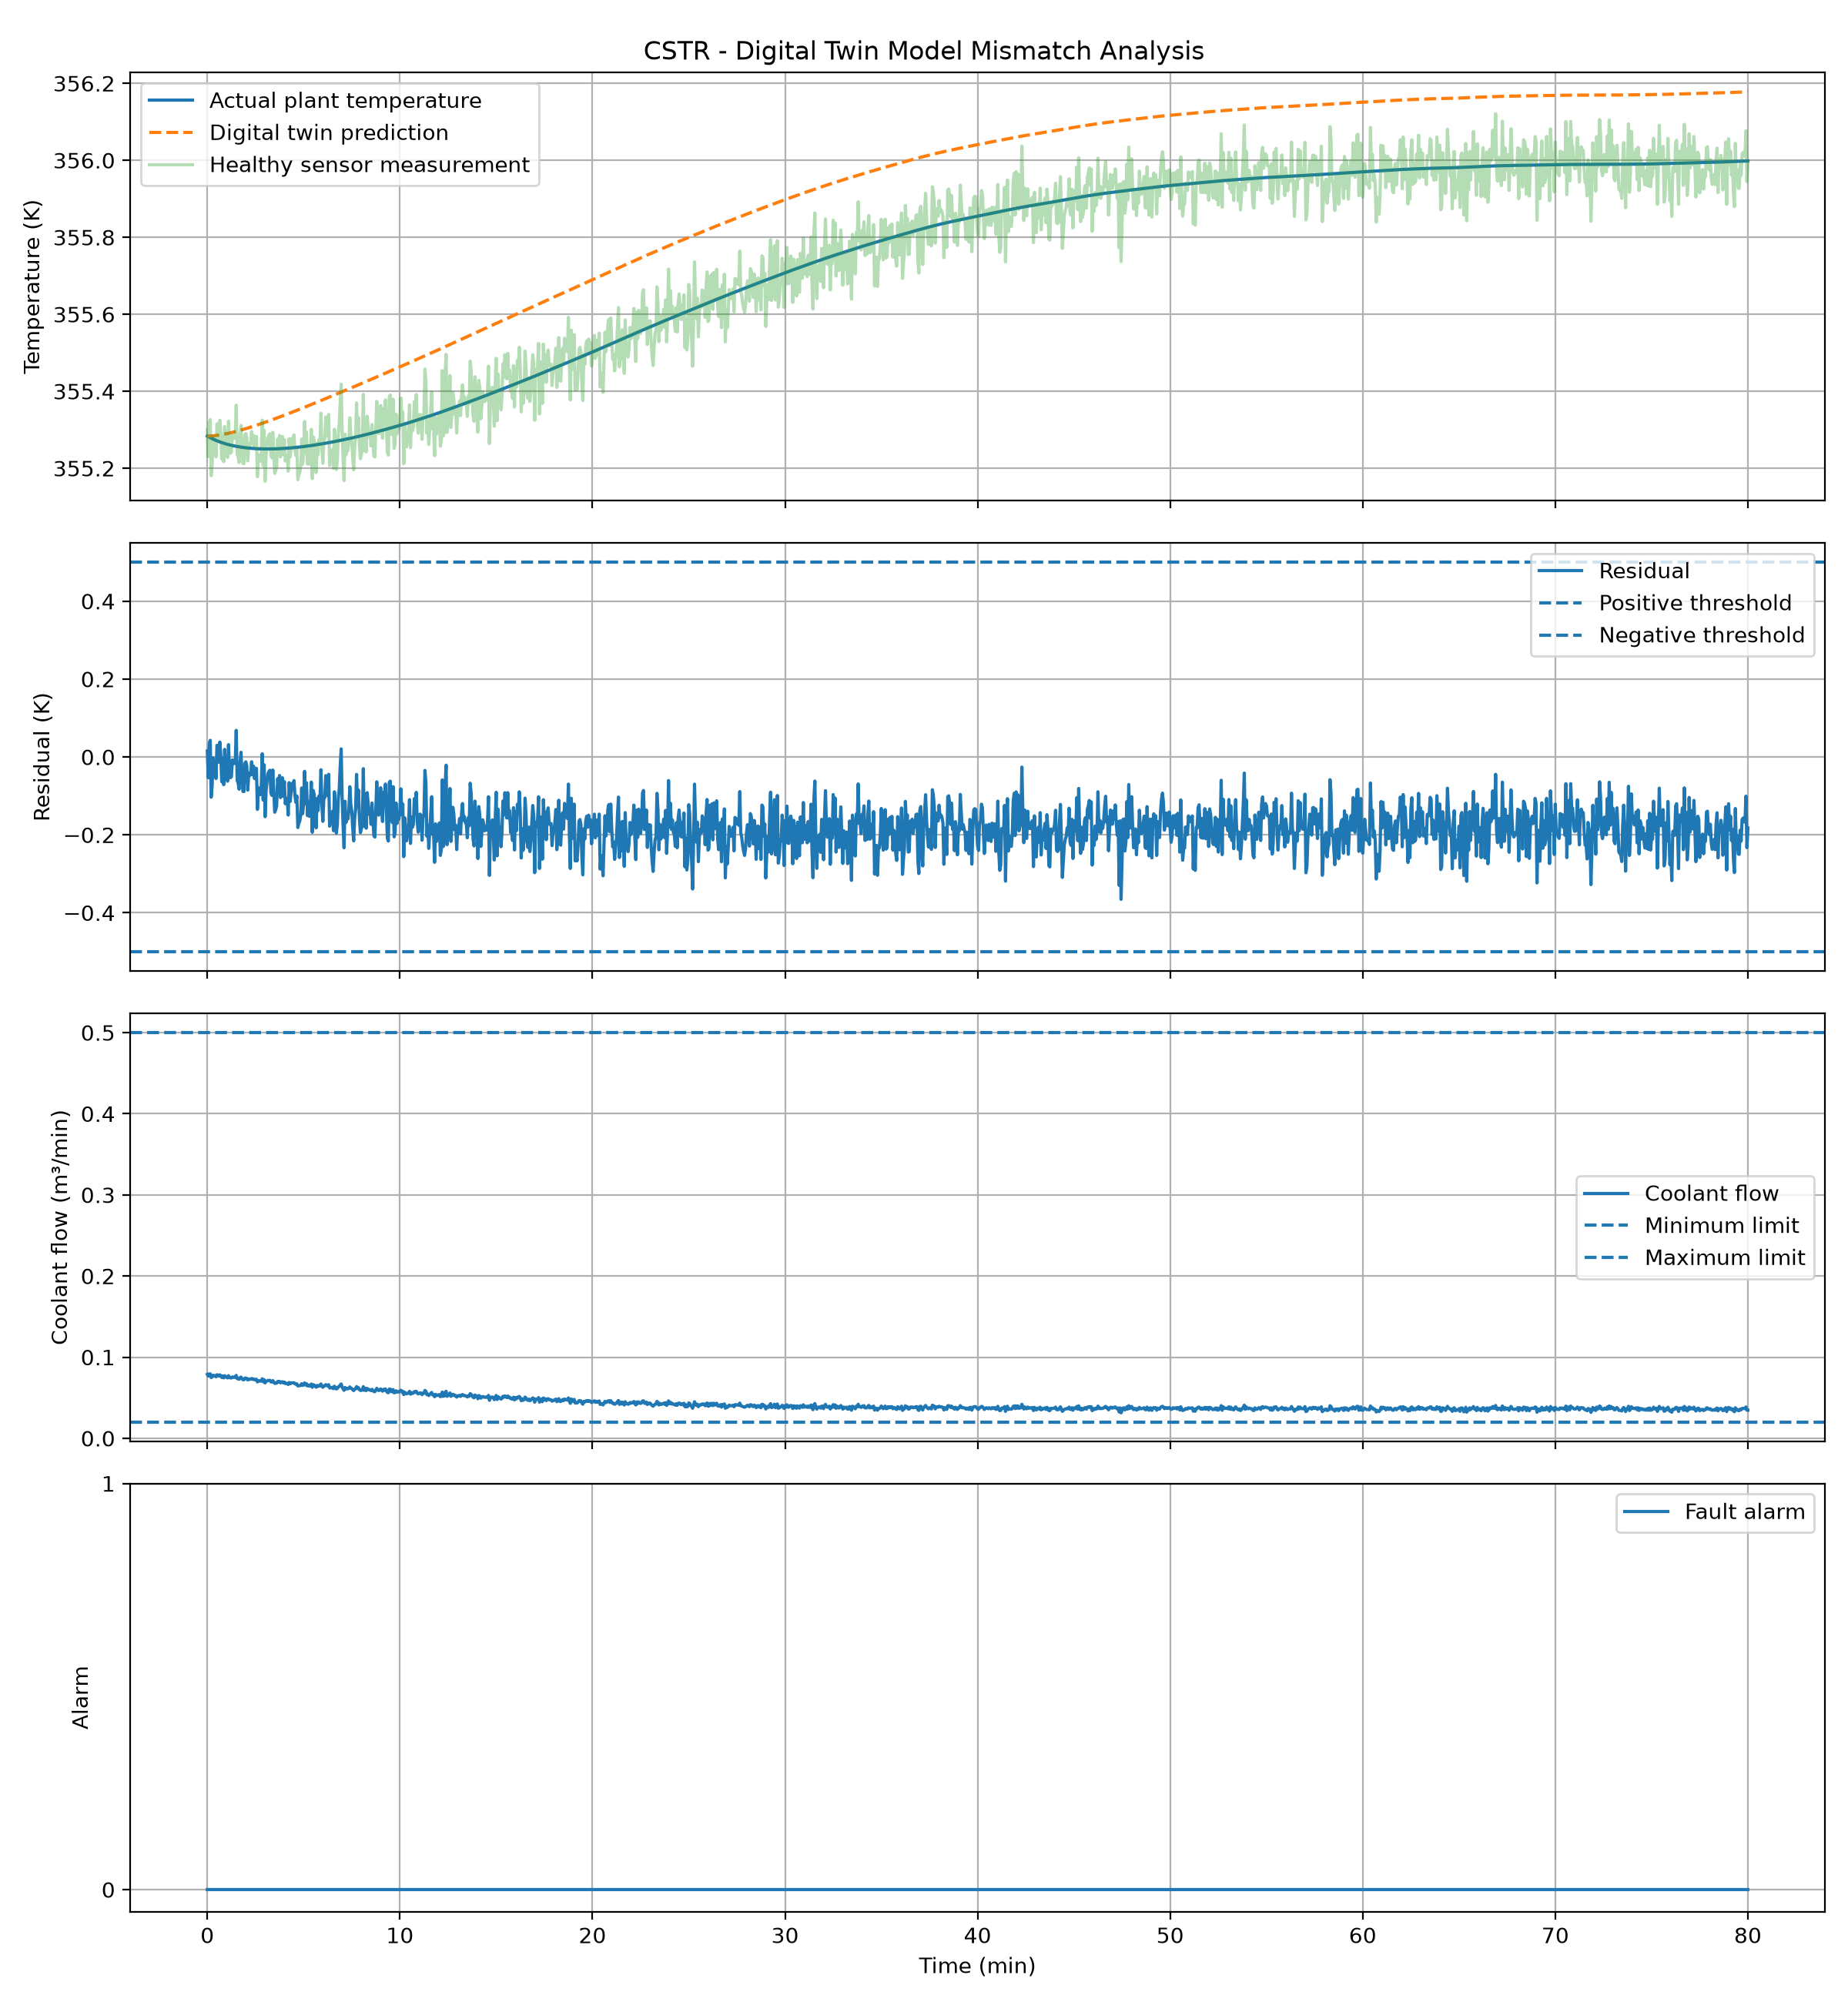 CSTR - Digital Twin Model Mismatch Analysis
356.2
356.0
355.8
355.6
355.4
355.2
Temperature (K)
Actual plant temperature
Digital twin prediction
Healthy sensor measurement
0.4
0.2
0.0
−0.2
−0.4
Residual (K)
Residual
Positive threshold
Negative threshold
0.5
0.4
0.3
0.2
0.1
0.0
Coolant flow (m³/min)
Coolant flow
Minimum limit
Maximum limit
1
0
Alarm
Fault alarm
0 10 20 30 40 50 60 70 80
Time (min)